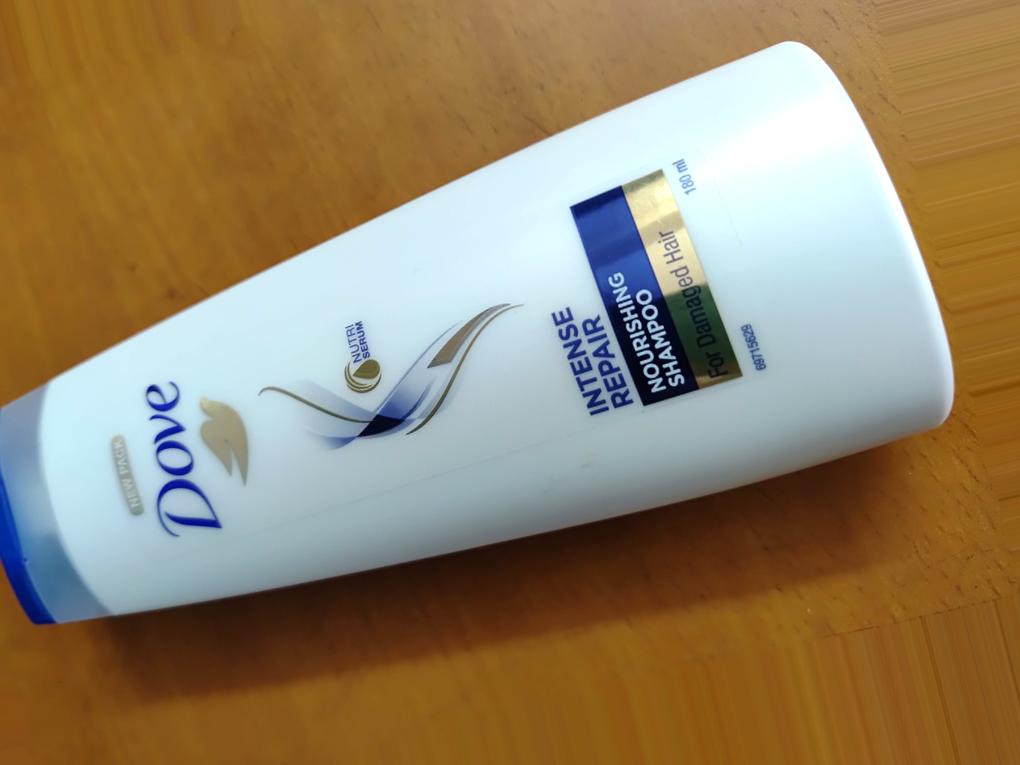 NEW PACK
Dove
NUTRI
SERUM
INTENSE
REPAIR
NOURISHING
SHAMPOO
For Damaged Hair
180 ml
69715629